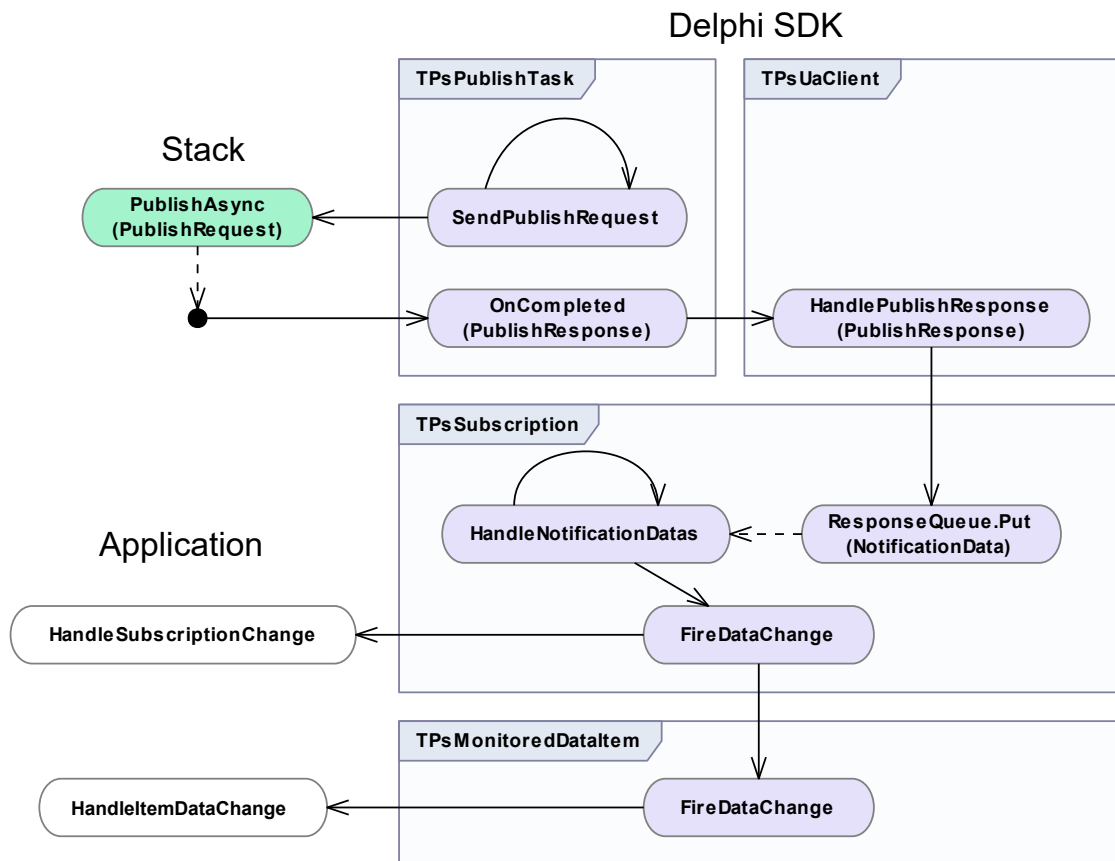 Delphi SDK
TPsPublishTask
TPsUaClient
Stack
PublishAsync
(PublishRequest)
SendPublishRequest
OnCompleted
(PublishResponse)
HandlePublishResponse
(PublishResponse)
TPsSubscription
Application
HandleNotificationDatas
ResponseQueue.Put
(NotificationData)
HandleSubscriptionChange
FireDataChange
TPsMonitoredDataItem
HandleItemDataChange
FireDataChange